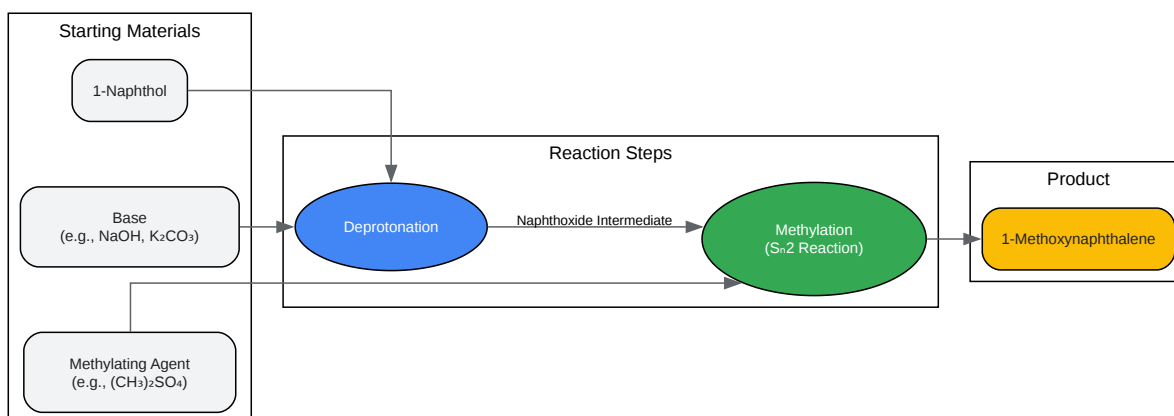 Starting Materials
1-Naphthol
Base
(e.g., NaOH, K₂CO₃)
Methylating Agent
(e.g., (CH₃)₂SO₄)
Reaction Steps
Deprotonation
Naphthoxide Intermediate
Methylation
(Sₙ2 Reaction)
Product
1-Methoxynaphthalene